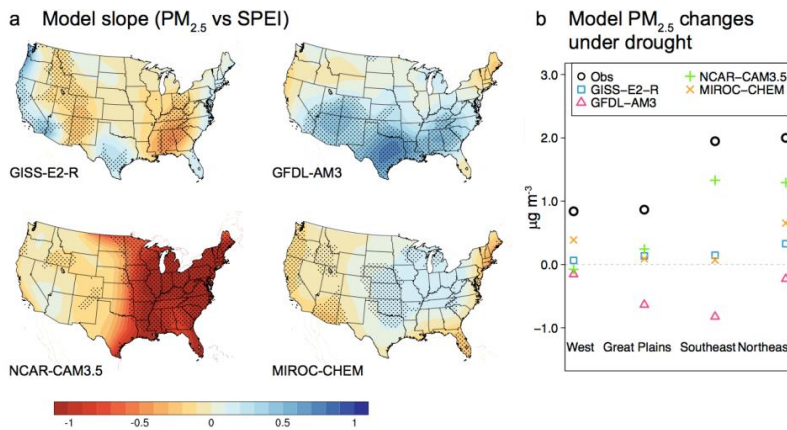 a Model slope (PM2.5 vs SPEI)
GISS-E2-R
GFDL-AM3
NCAR-CAM3.5
MIROC-CHEM
-1 -0.5 0 0.5 1
b Model PM2.5 changes
under drought
Obs
GISS-E2-R
GFDL-AM3
NCAR-CAM3.5
MIROC-CHEM
μg m-3
3.0
2.0
1.0
0.0
-1.0
West Great Plains Southeast Northeas